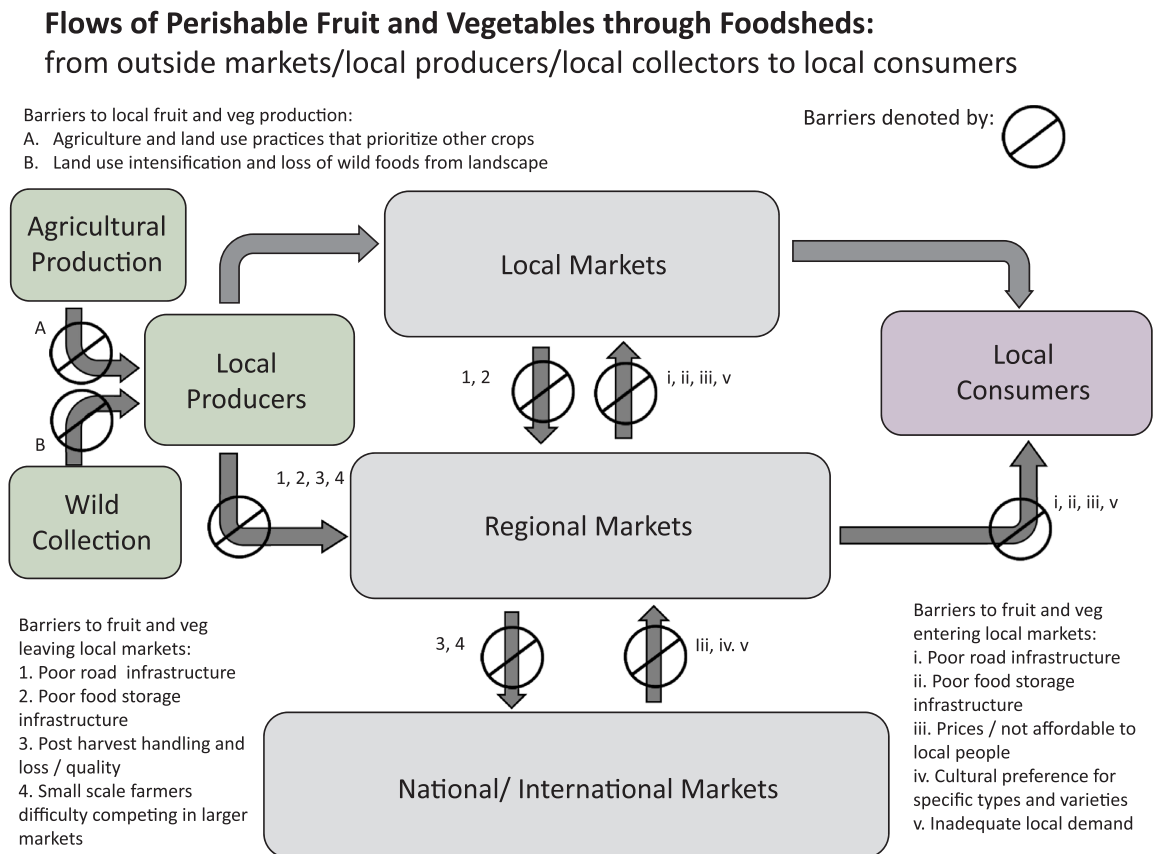 Flows of Perishable Fruit and Vegetables through Foodsheds:
from outside markets/local producers/local collectors to local consumers
Barriers to local fruit and veg production:
A. Agriculture and land use practices that prioritize other crops
B. Land use intensification and loss of wild foods from landscape
Barriers denoted by:
Agricultural
Production
Local Markets
A
Local
Producers
1, 2
i, ii, iii, v
Local
Consumers
B
Wild
Collection
1, 2, 3, 4
Regional Markets
i, ii, iii, v
Barriers to fruit and veg
leaving local markets:
1. Poor road infrastructure
2. Poor food storage
infrastructure
3. Post harvest handling and
loss / quality
4. Small scale farmers
difficulty competing in larger
markets
3, 4
Iii, iv. v
National/ International Markets
Barriers to fruit and veg
entering local markets:
i. Poor road infrastructure
ii. Poor food storage
infrastructure
iii. Prices / not affordable to
local people
iv. Cultural preference for
specific types and varieties
v. Inadequate local demand